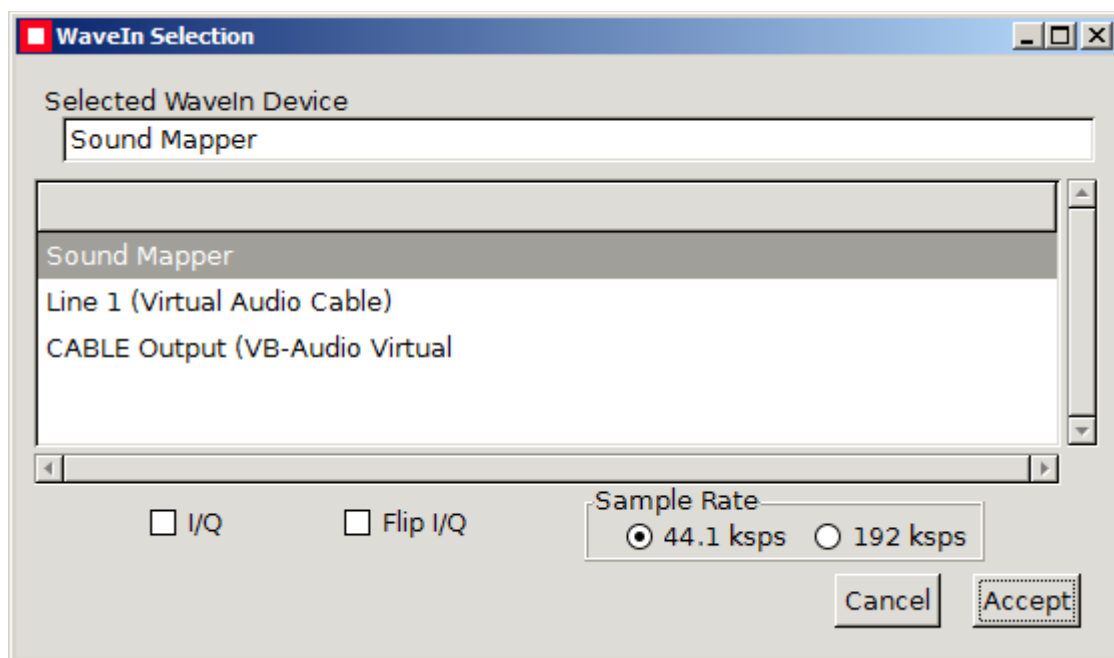 WaveIn Selection
Selected WaveIn Device
Sound Mapper
Sound Mapper
Line 1 (Virtual Audio Cable)
CABLE Output (VB-Audio Virtual
I/Q Flip I/Q Sample Rate
44.1 ksps 192 ksps
Cancel Accept